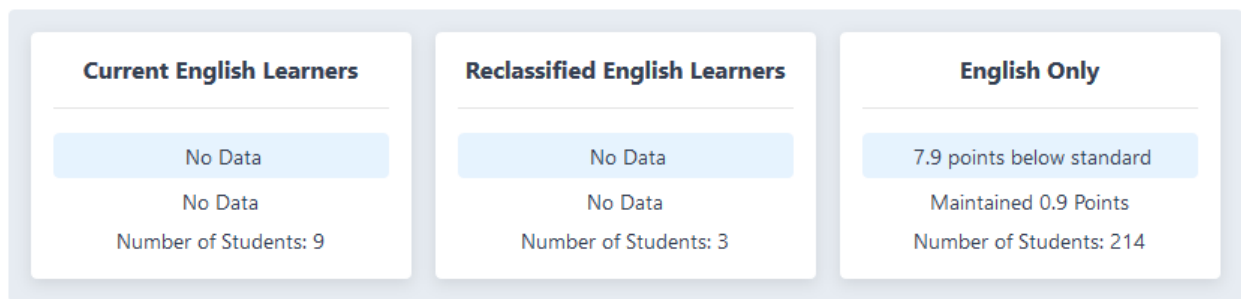 Current English Learners
No Data
No Data
Number of Students: 9
Reclassified English Learners
No Data
No Data
Number of Students: 3
English Only
7.9 points below standard
Maintained 0.9 Points
Number of Students: 214